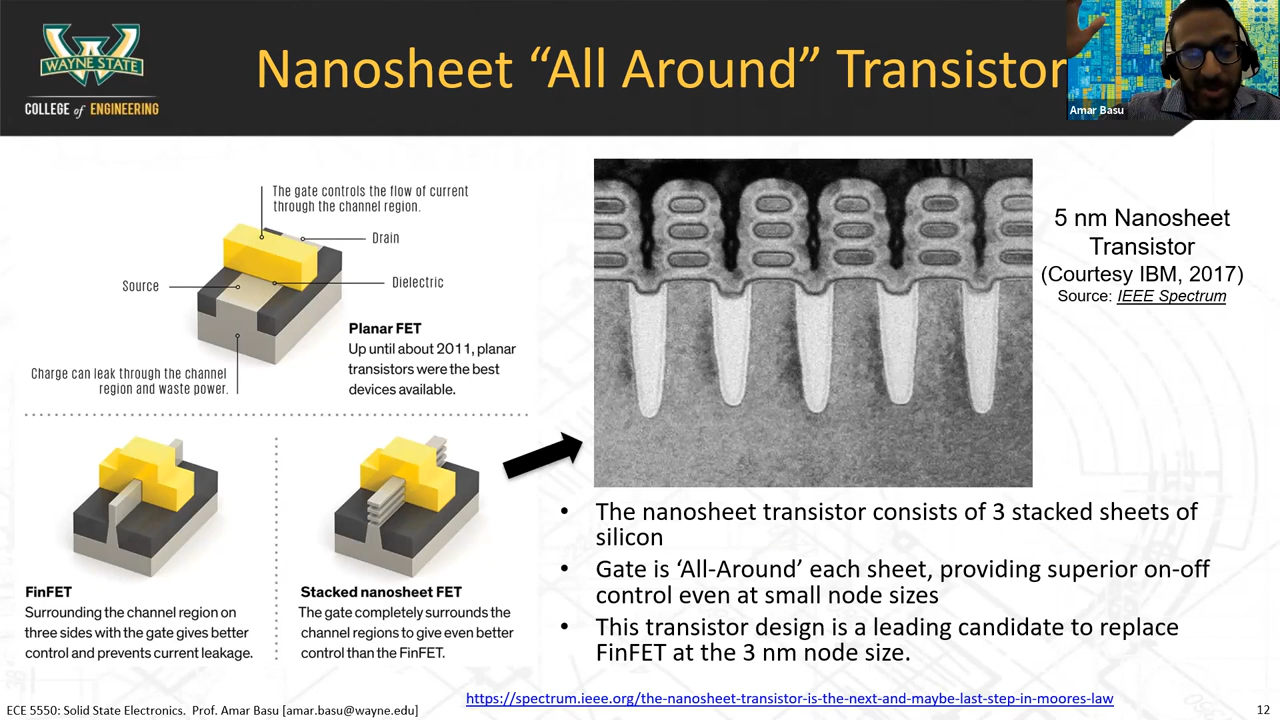 WAYNE STATE
COLLEGE of ENGINEERING
Nanosheet “All Around” Transistor
Amar Basu
The gate controls the flow of current
through the channel region.
Drain
Source
Dielectric
Planar FET
Up until about 2011, planar
transistors were the best
devices available.
Charge can leak through the channel
region and waste power.
FinFET
Surrounding the channel region on
three sides with the gate gives better
control and prevents current leakage.
Stacked nanosheet FET
The gate completely surrounds the
channel regions to give even better
control than the FinFET.
5 nm Nanosheet
Transistor
(Courtesy IBM, 2017)
Source: IEEE Spectrum
• The nanosheet transistor consists of 3 stacked sheets of
silicon
• Gate is ‘All-Around’ each sheet, providing superior on-off
control even at small node sizes
• This transistor design is a leading candidate to replace
FinFET at the 3 nm node size.
https://spectrum.ieee.org/the-nanosheet-transistor-is-the-next-and-maybe-last-step-in-moores-law
ECE 5550: Solid State Electronics. Prof. Amar Basu [amar.basu@wayne.edu]
12